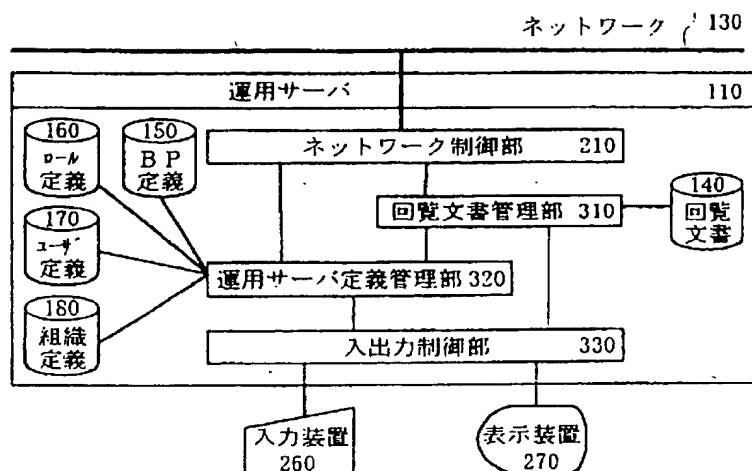 ネットワーク 130
運用サーバ 110
160
ロール
定義
150
BP
定義
ネットワーク制御部 210
140
回覧
文書
回覧文書管理部 310
170
ユーザ
定義
運用サーバ定義管理部 320
180
組織
定義
入出力制御部 330
入力装置
260
表示装置
270